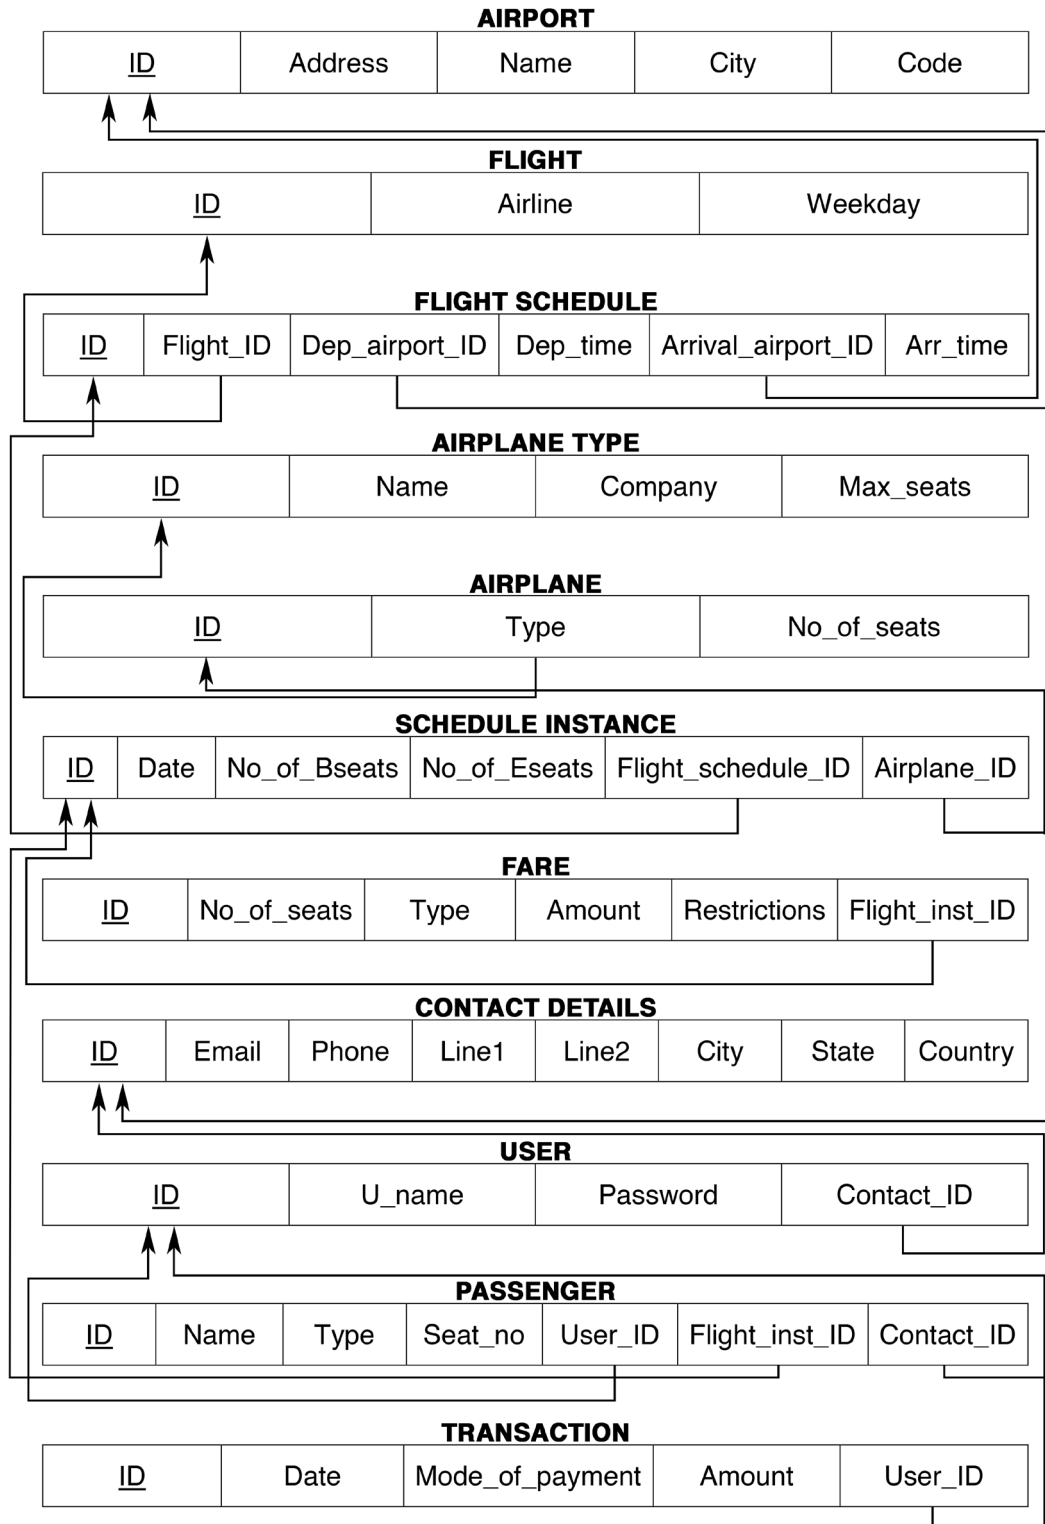 AIRPORT
ID Address Name City Code
FLIGHT
ID Airline Weekday
FLIGHT SCHEDULE
ID Flight_ID Dep_airport_ID Dep_time Arrival_airport_ID Arr_time
AIRPLANE TYPE
ID Name Company Max_seats
AIRPLANE
ID Type No_of_seats
SCHEDULE INSTANCE
ID Date No_of_Bseats No_of_Eseats Flight_schedule_ID Airplane_ID
FARE
ID No_of_seats Type Amount Restrictions Flight_inst_ID
CONTACT DETAILS
ID Email Phone Line1 Line2 City State Country
USER
ID U_name Password Contact_ID
PASSENGER
ID Name Type Seat_no User_ID Flight_inst_ID Contact_ID
TRANSACTION
ID Date Mode_of_payment Amount User_ID